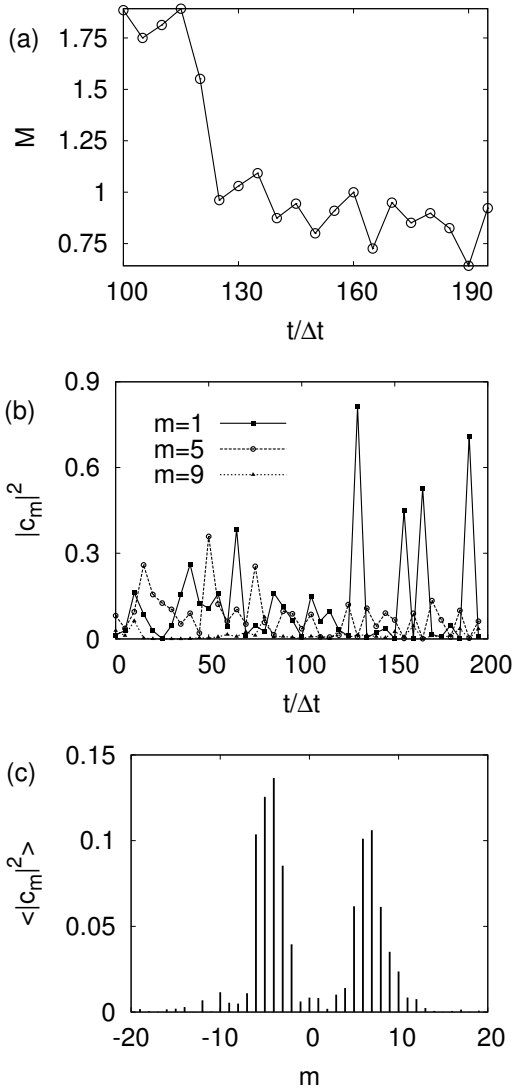 (a)
M
1.75
1.5
1.25
1
0.75
100 130 160 190
t/Δt
(b)
|c_m|^2
0.9
0.6
0.3
0
m=1
m=5
m=9
0 50 100 150 200
t/Δt
(c)
<|c_m|^2>
0.15
0.1
0.05
0
-20 -10 0 10 20
m